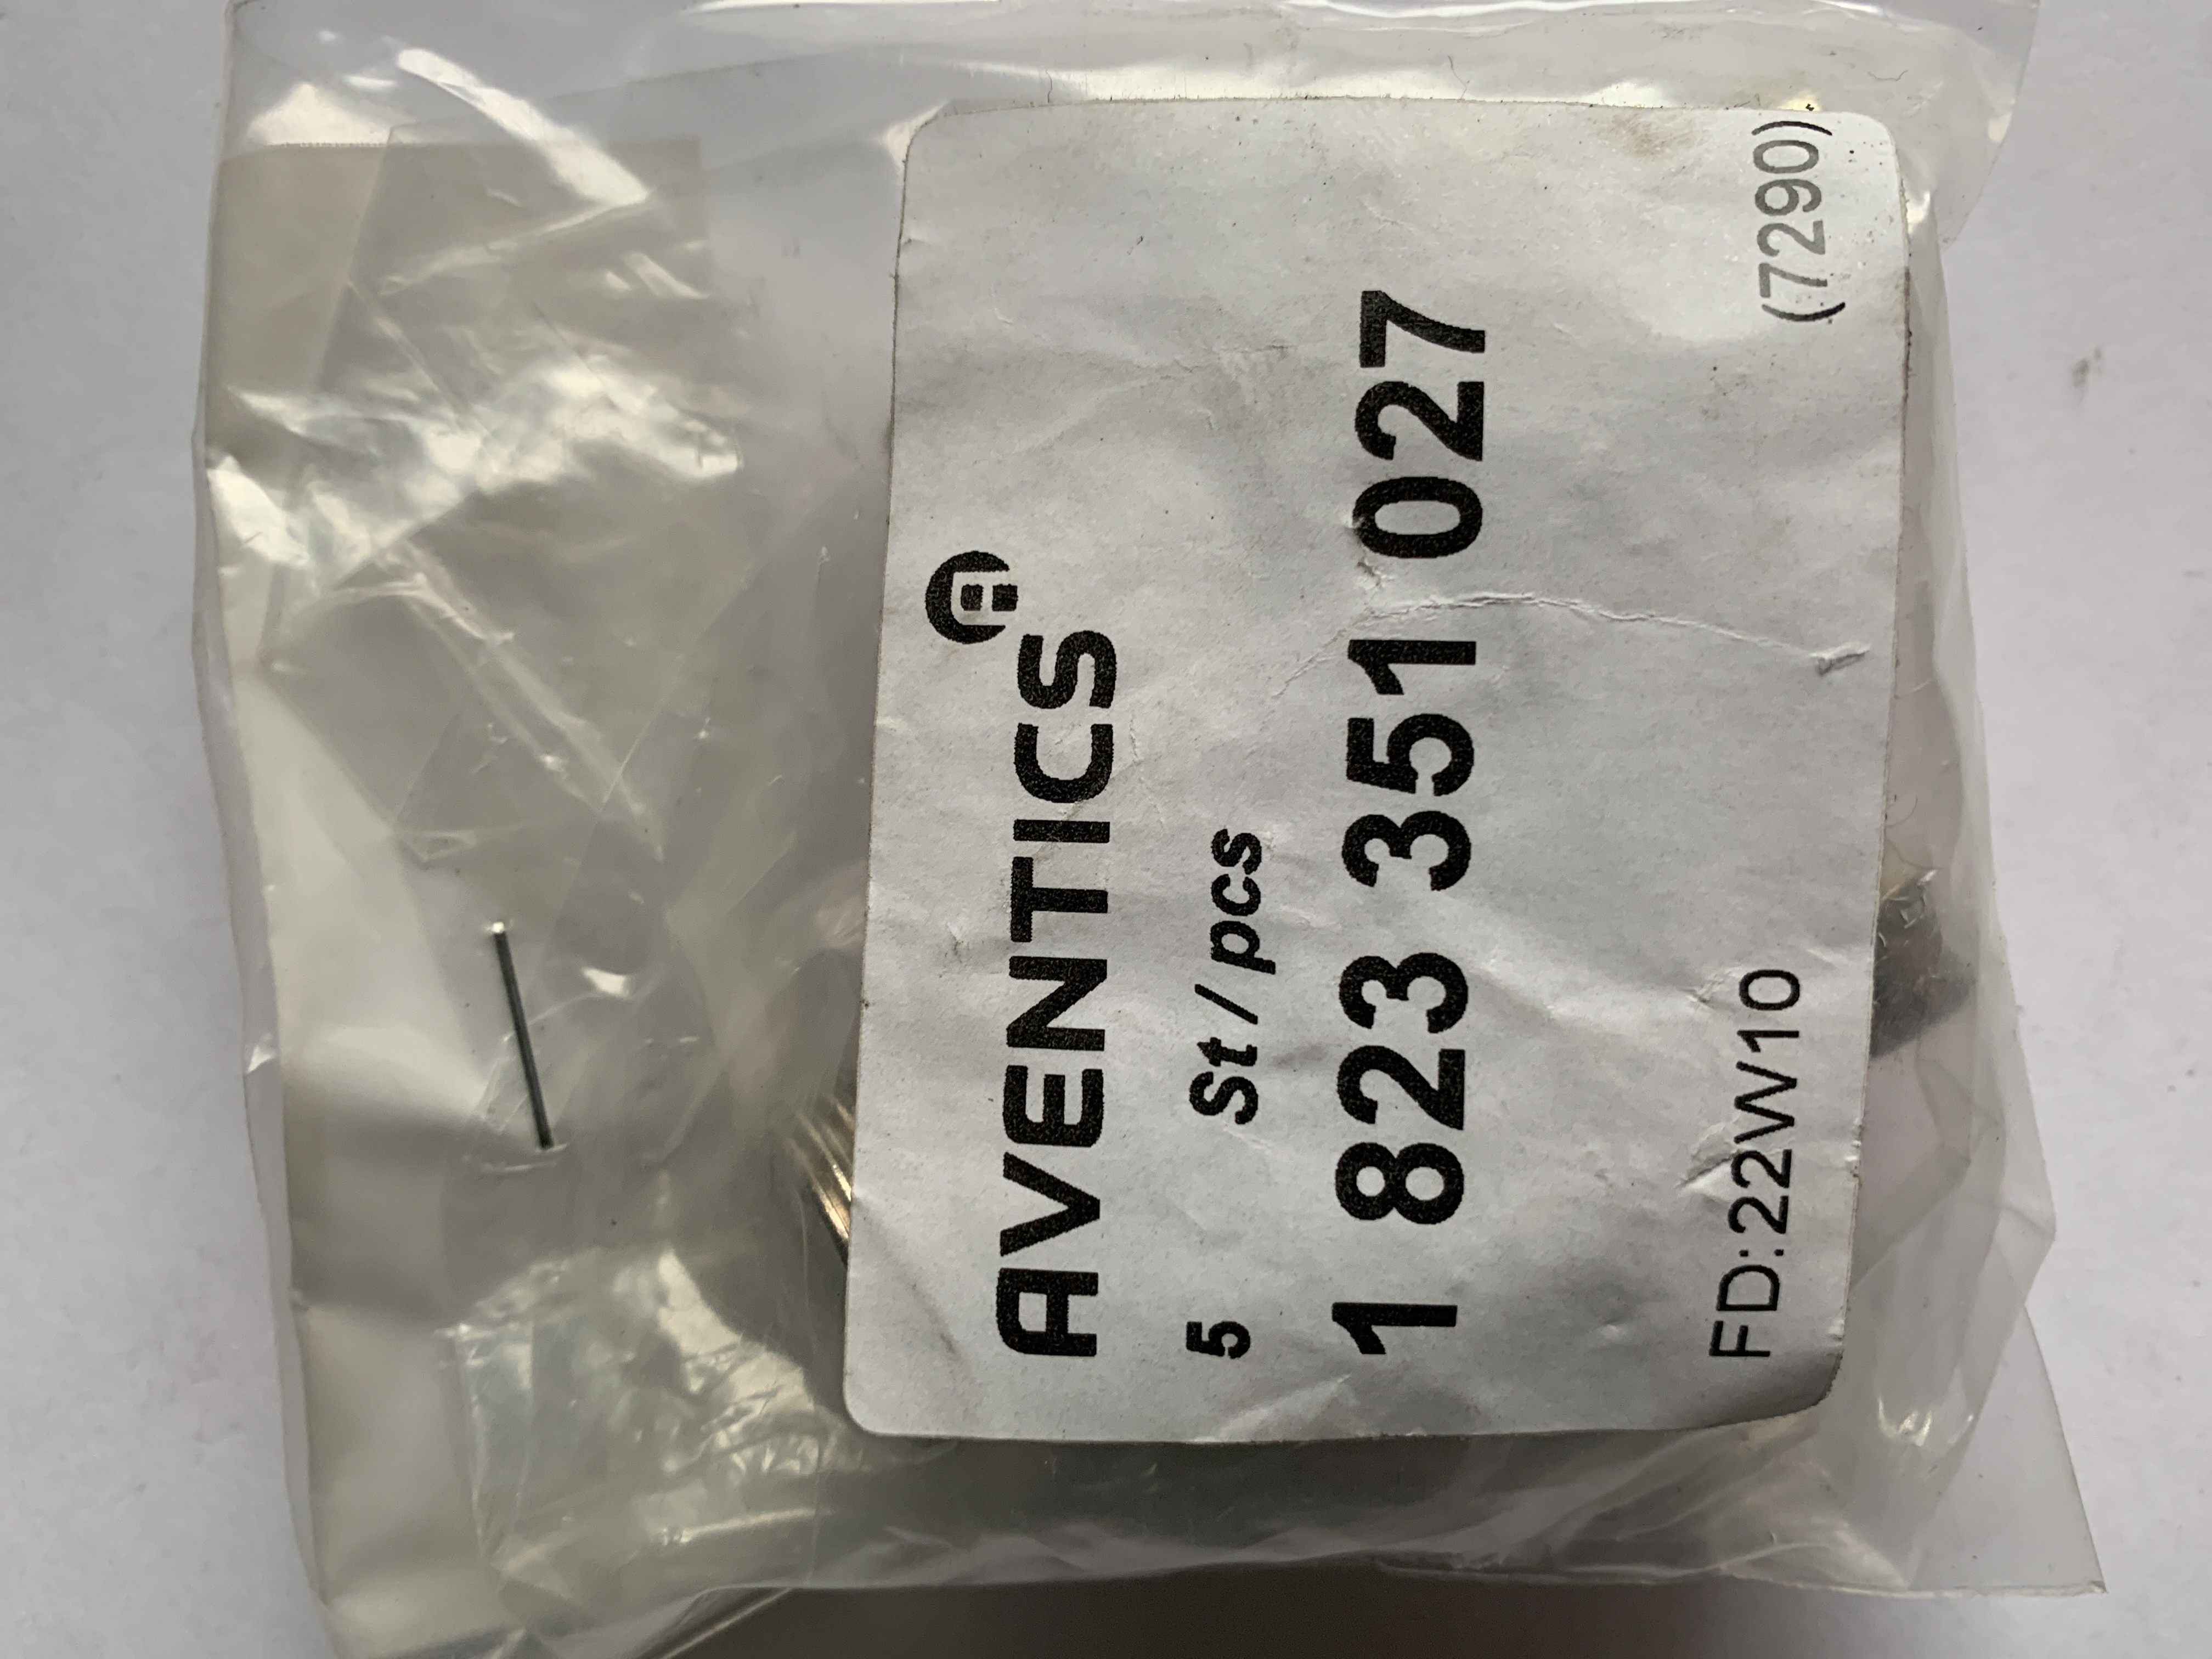 AVENTICS
5 St / pcs
1 823 351 027
FD:22W10 (7290)